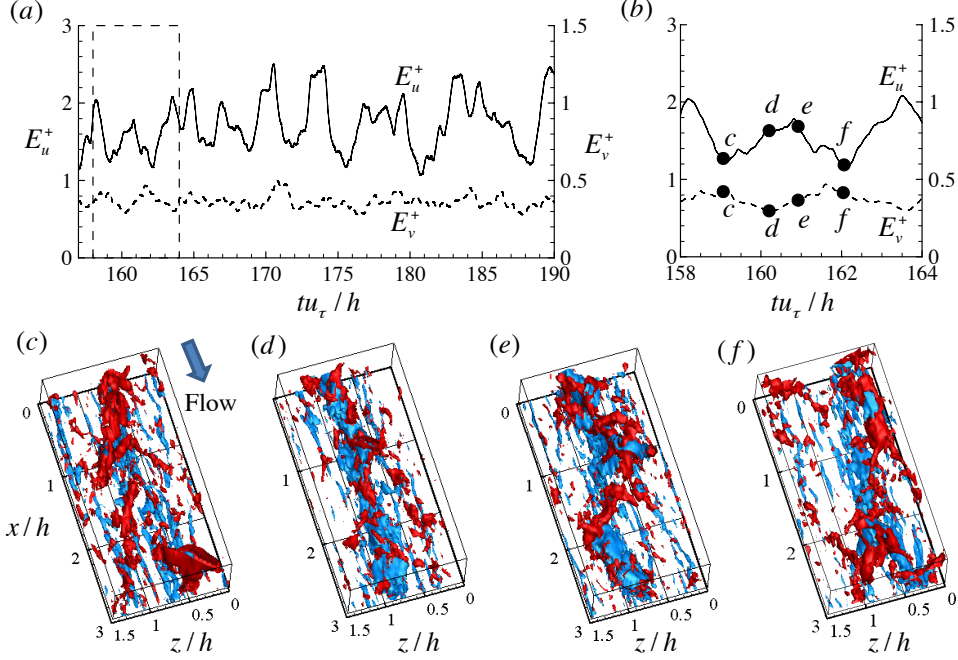 (a)
(b)
3
2
1
0
1.5
1.0
0.5
0
160
165
170
175
180
185
190
E_u^+
E_u^+
E_v^+
E_v^+
tu_τ / h
3
2
1
0
1.5
1.0
0.5
0
158
160
162
164
E_u^+
E_v^+
c
d
e
f
c
d
e
f
tu_τ / h
(c)
(d)
(e)
(f)
Flow
0
1
2
3
1.5
1
0.5
0
x / h
z / h
0
1
2
3
1.5
1
0.5
0
z / h
0
1
2
3
1.5
1
0.5
0
z / h
0
1
2
3
1.5
1
0.5
0
z / h